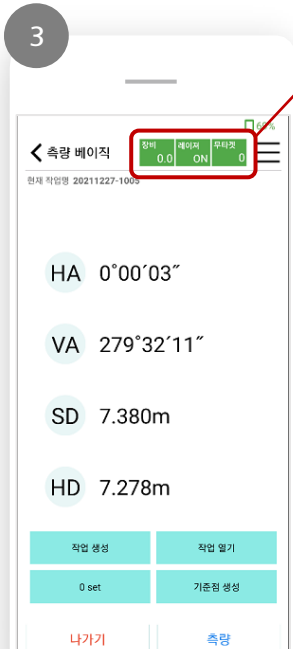 3
66%
측량 베이직
장비 레이저 무타겟
0.0 ON 0
현재 작업명 20211227-1005
HA 0°00′03″
VA 279°32′11″
SD 7.380m
HD 7.278m
작업 생성 작업 열기
0 set 기준점 생성
나가기 측량